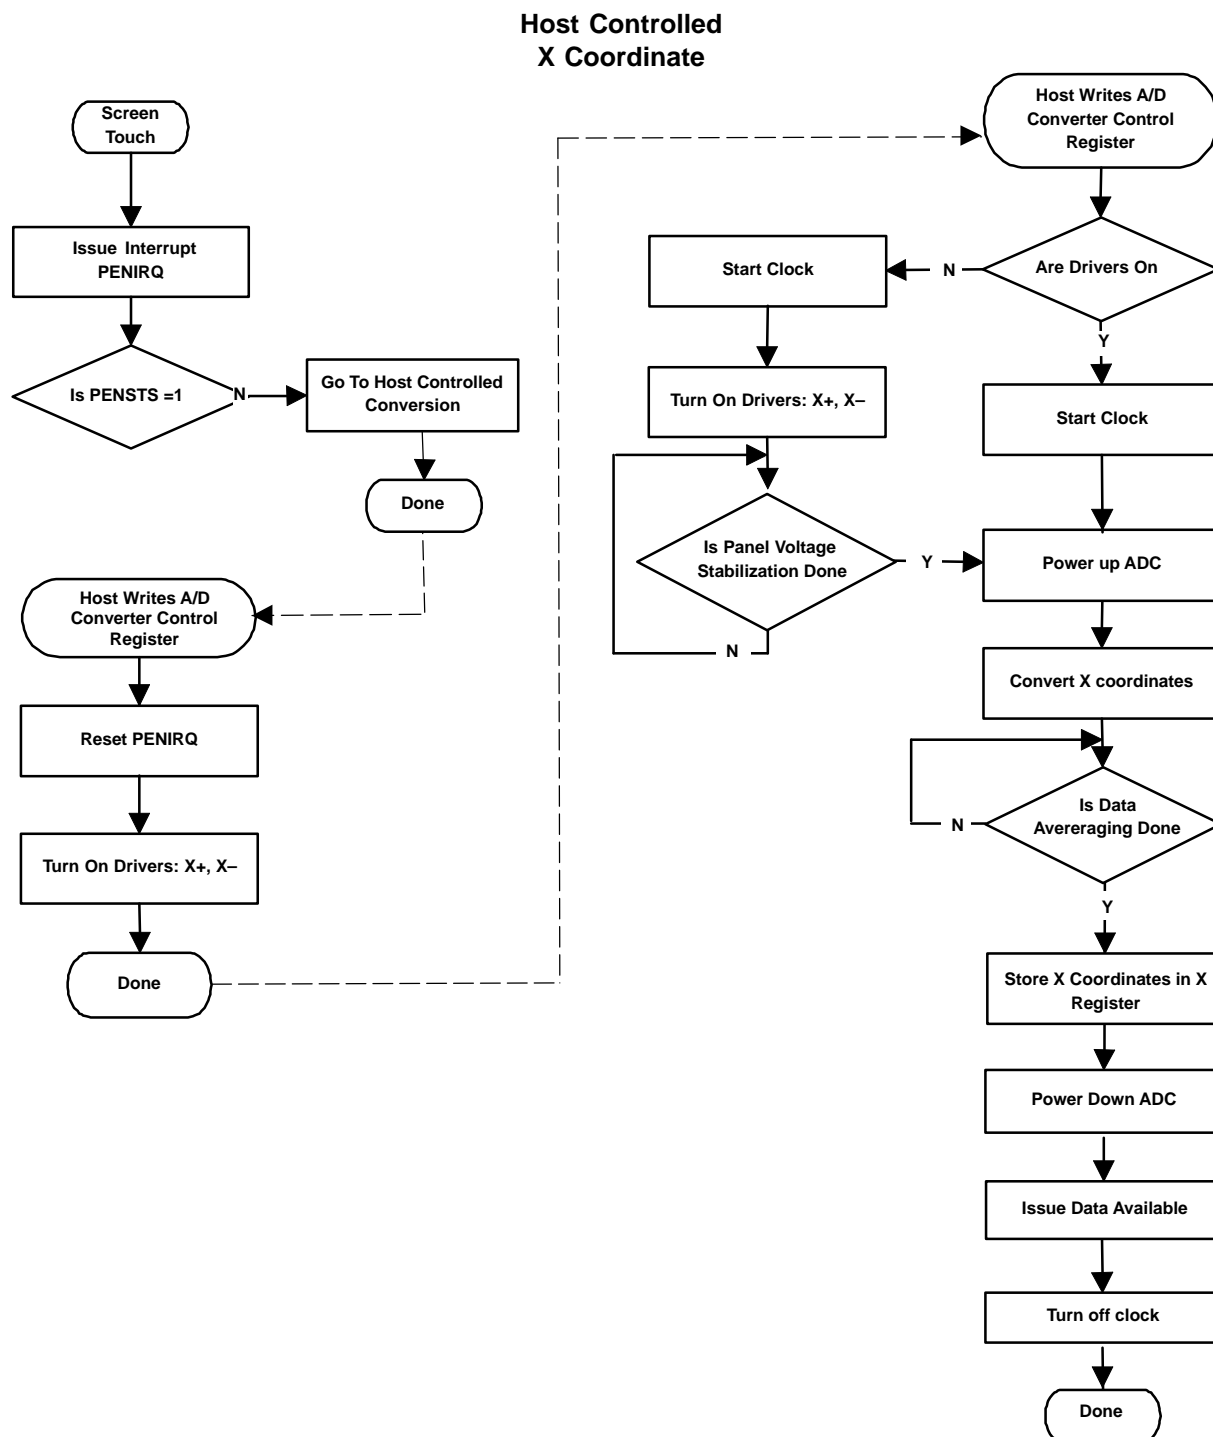 Host Controlled
X Coordinate
Screen
Touch
Issue Interrupt
PENIRQ
Is PENSTS =1
N
Go To Host Controlled
Conversion
Done
Host Writes A/D
Converter Control
Register
Reset PENIRQ
Turn On Drivers: X+, X–
Done
Host Writes A/D
Converter Control
Register
Are Drivers On
N
Start Clock
Turn On Drivers: X+, X–
Is Panel Voltage
Stabilization Done
N
Y
Y
Start Clock
Power up ADC
Convert X coordinates
Is Data
Avereraging Done
N
Y
Store X Coordinates in X
Register
Power Down ADC
Issue Data Available
Turn off clock
Done